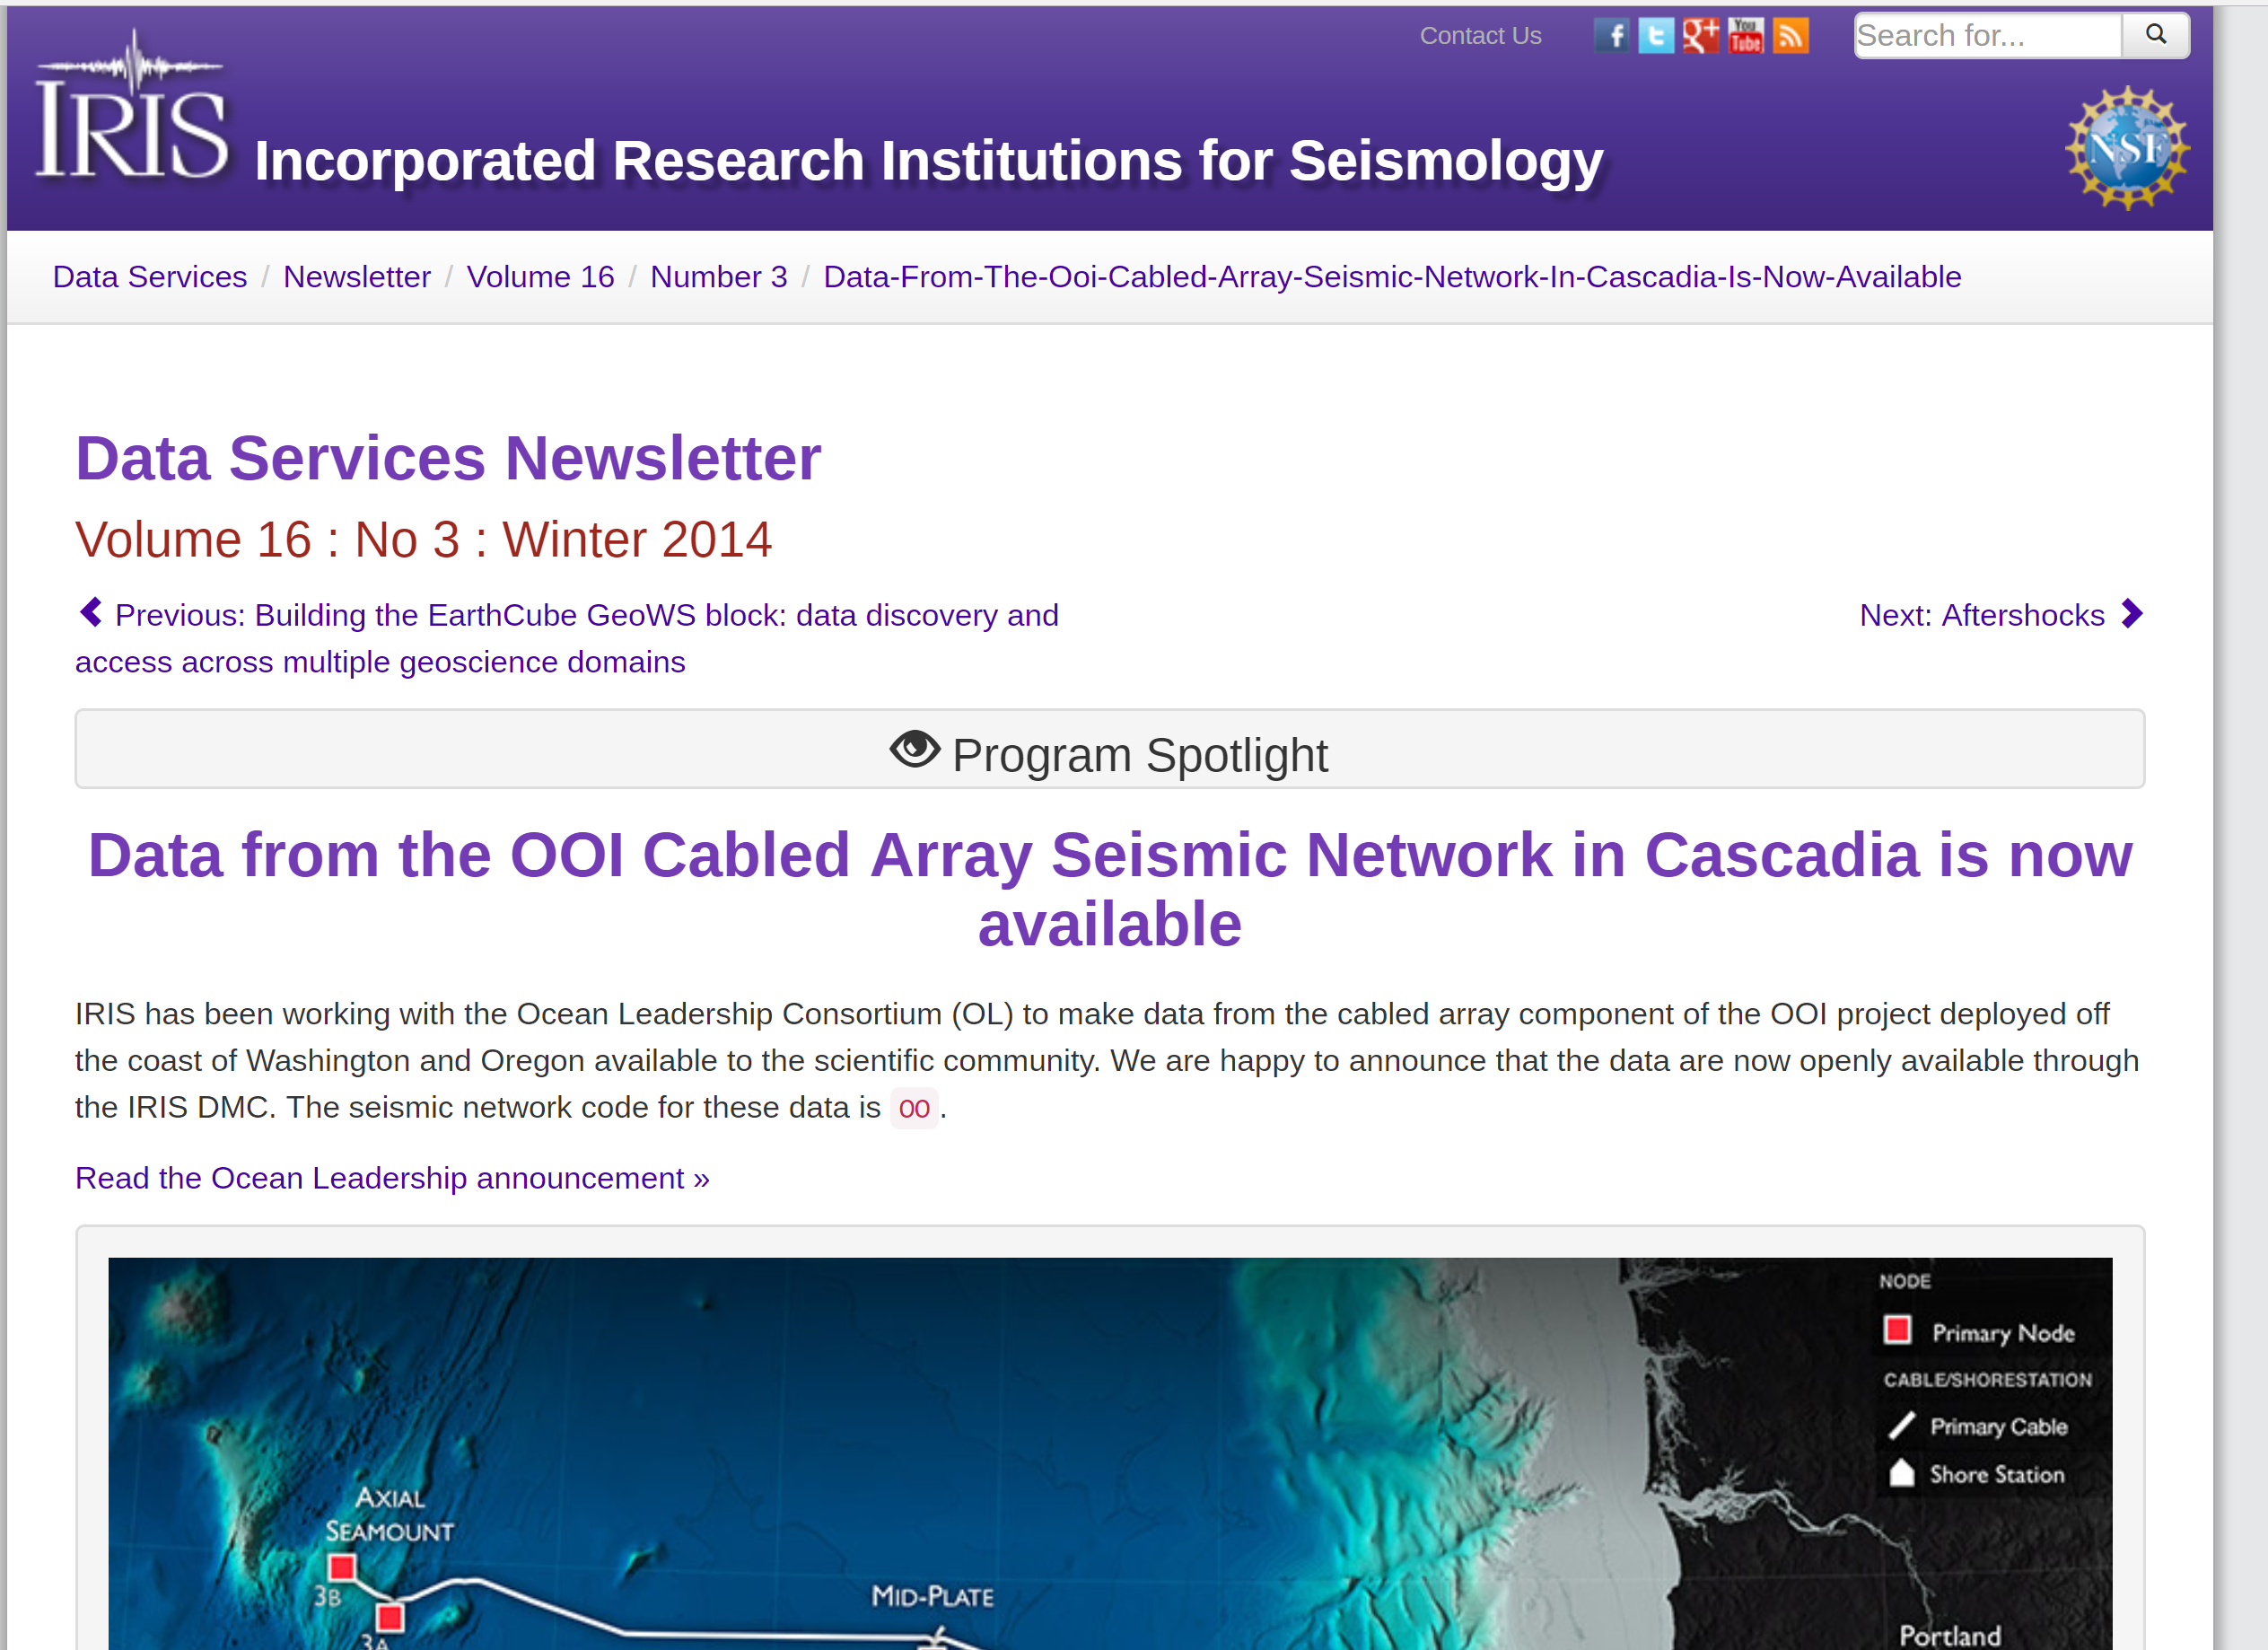 Contact Us
Search for...
IRIS
Incorporated Research Institutions for Seismology
NSF
Data Services / Newsletter / Volume 16 / Number 3 / Data-From-The-Ooi-Cabled-Array-Seismic-Network-In-Cascadia-Is-Now-Available
Data Services Newsletter
Volume 16 : No 3 : Winter 2014
Previous: Building the EarthCube GeoWS block: data discovery and
access across multiple geoscience domains
Next: Aftershocks
Program Spotlight
Data from the OOI Cabled Array Seismic Network in Cascadia is now
available
IRIS has been working with the Ocean Leadership Consortium (OL) to make data from the cabled array component of the OOI project deployed off
the coast of Washington and Oregon available to the scientific community. We are happy to announce that the data are now openly available through
the IRIS DMC. The seismic network code for these data is OO .
Read the Ocean Leadership announcement »
NODE
Primary Node
CABLE/SHORESTATION
Primary Cable
Shore Station
AXIAL
SEAMOUNT
3B
3A
MID-PLATE
Portland